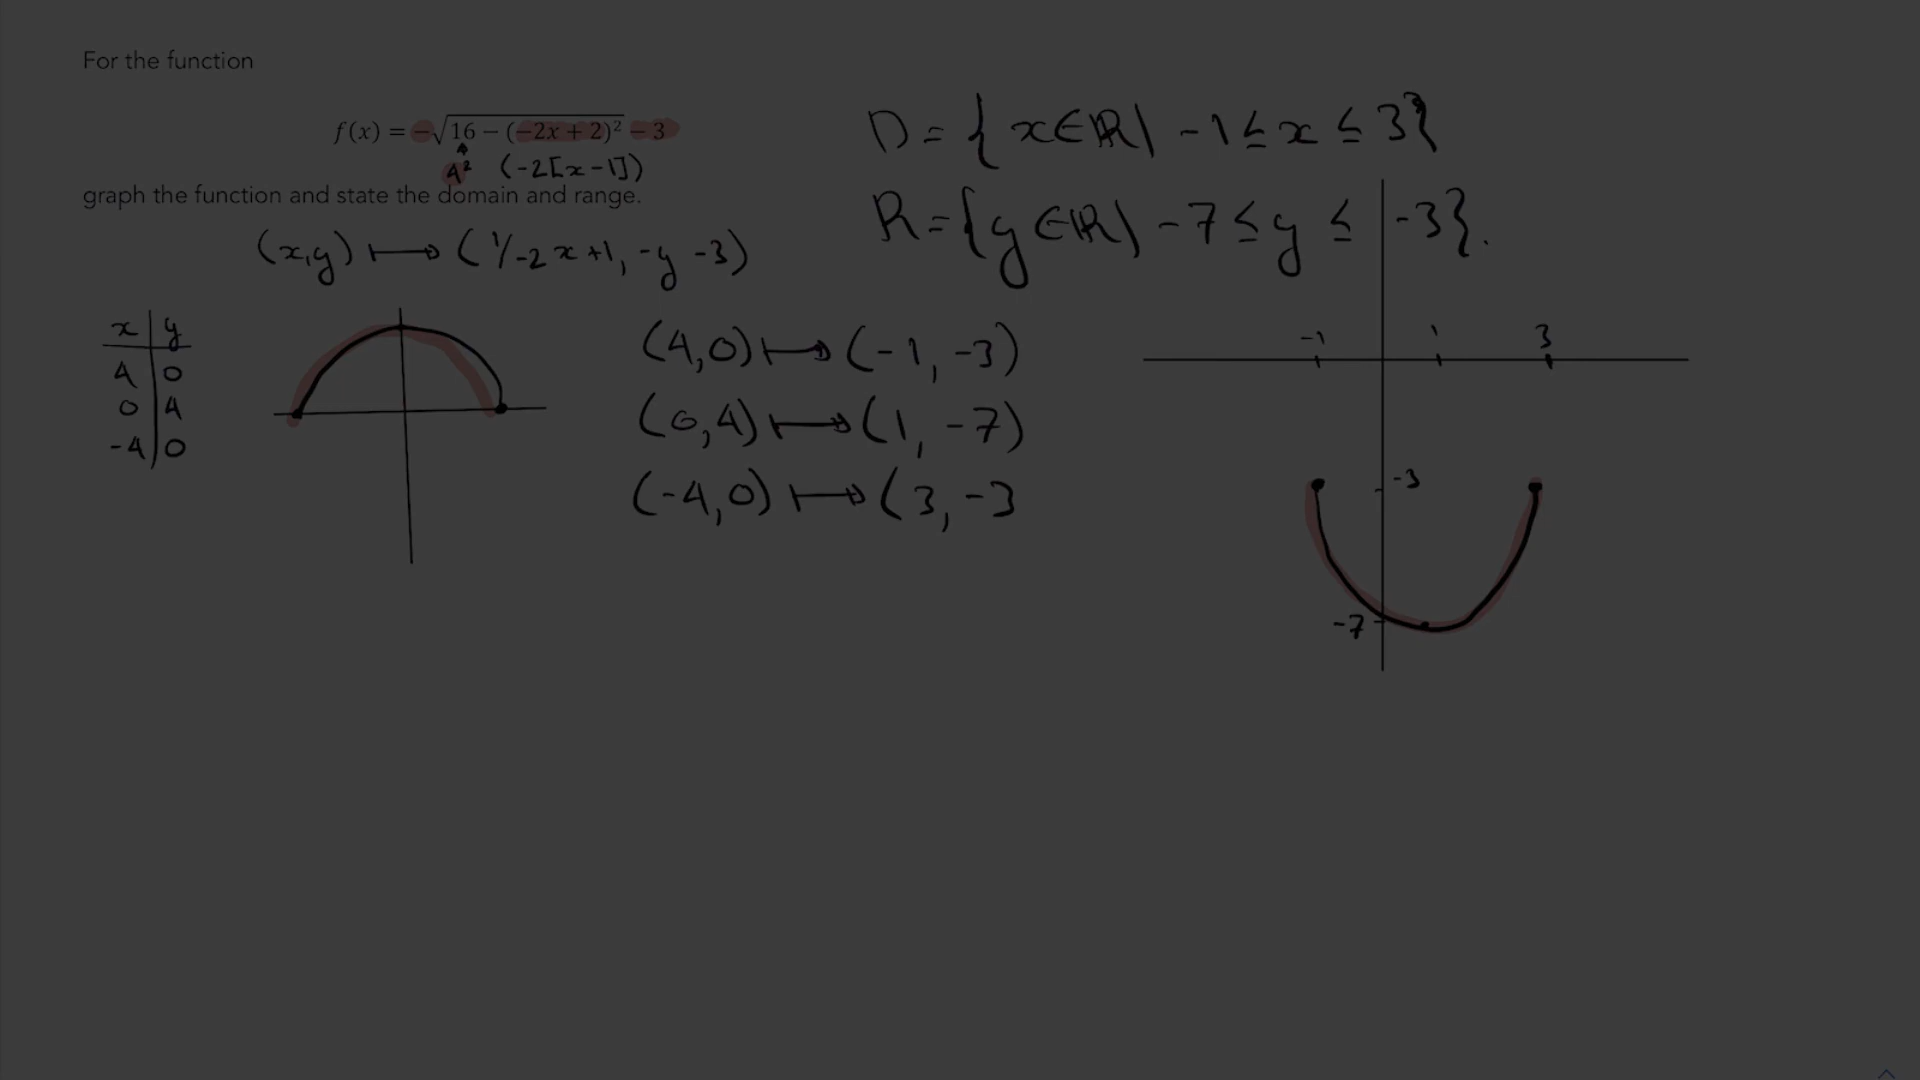 For the function
f(x) = −√16 − (−2x + 2)² − 3
4² (-2[x-1])
graph the function and state the domain and range.
(x,y) ↦ (1/-2 x +1, -y -3)
x | y
4 | 0
0 | 4
-4 | 0
(4,0) ↦ (-1, -3)
(0,4) ↦ (1, -7)
(-4,0) ↦ (3, -3
D = { x∈ℝ | -1 ≤ x ≤ 3}
R = {y ∈ℝ | -7 ≤ y ≤ -3}.
-1 1 3
-3
-7